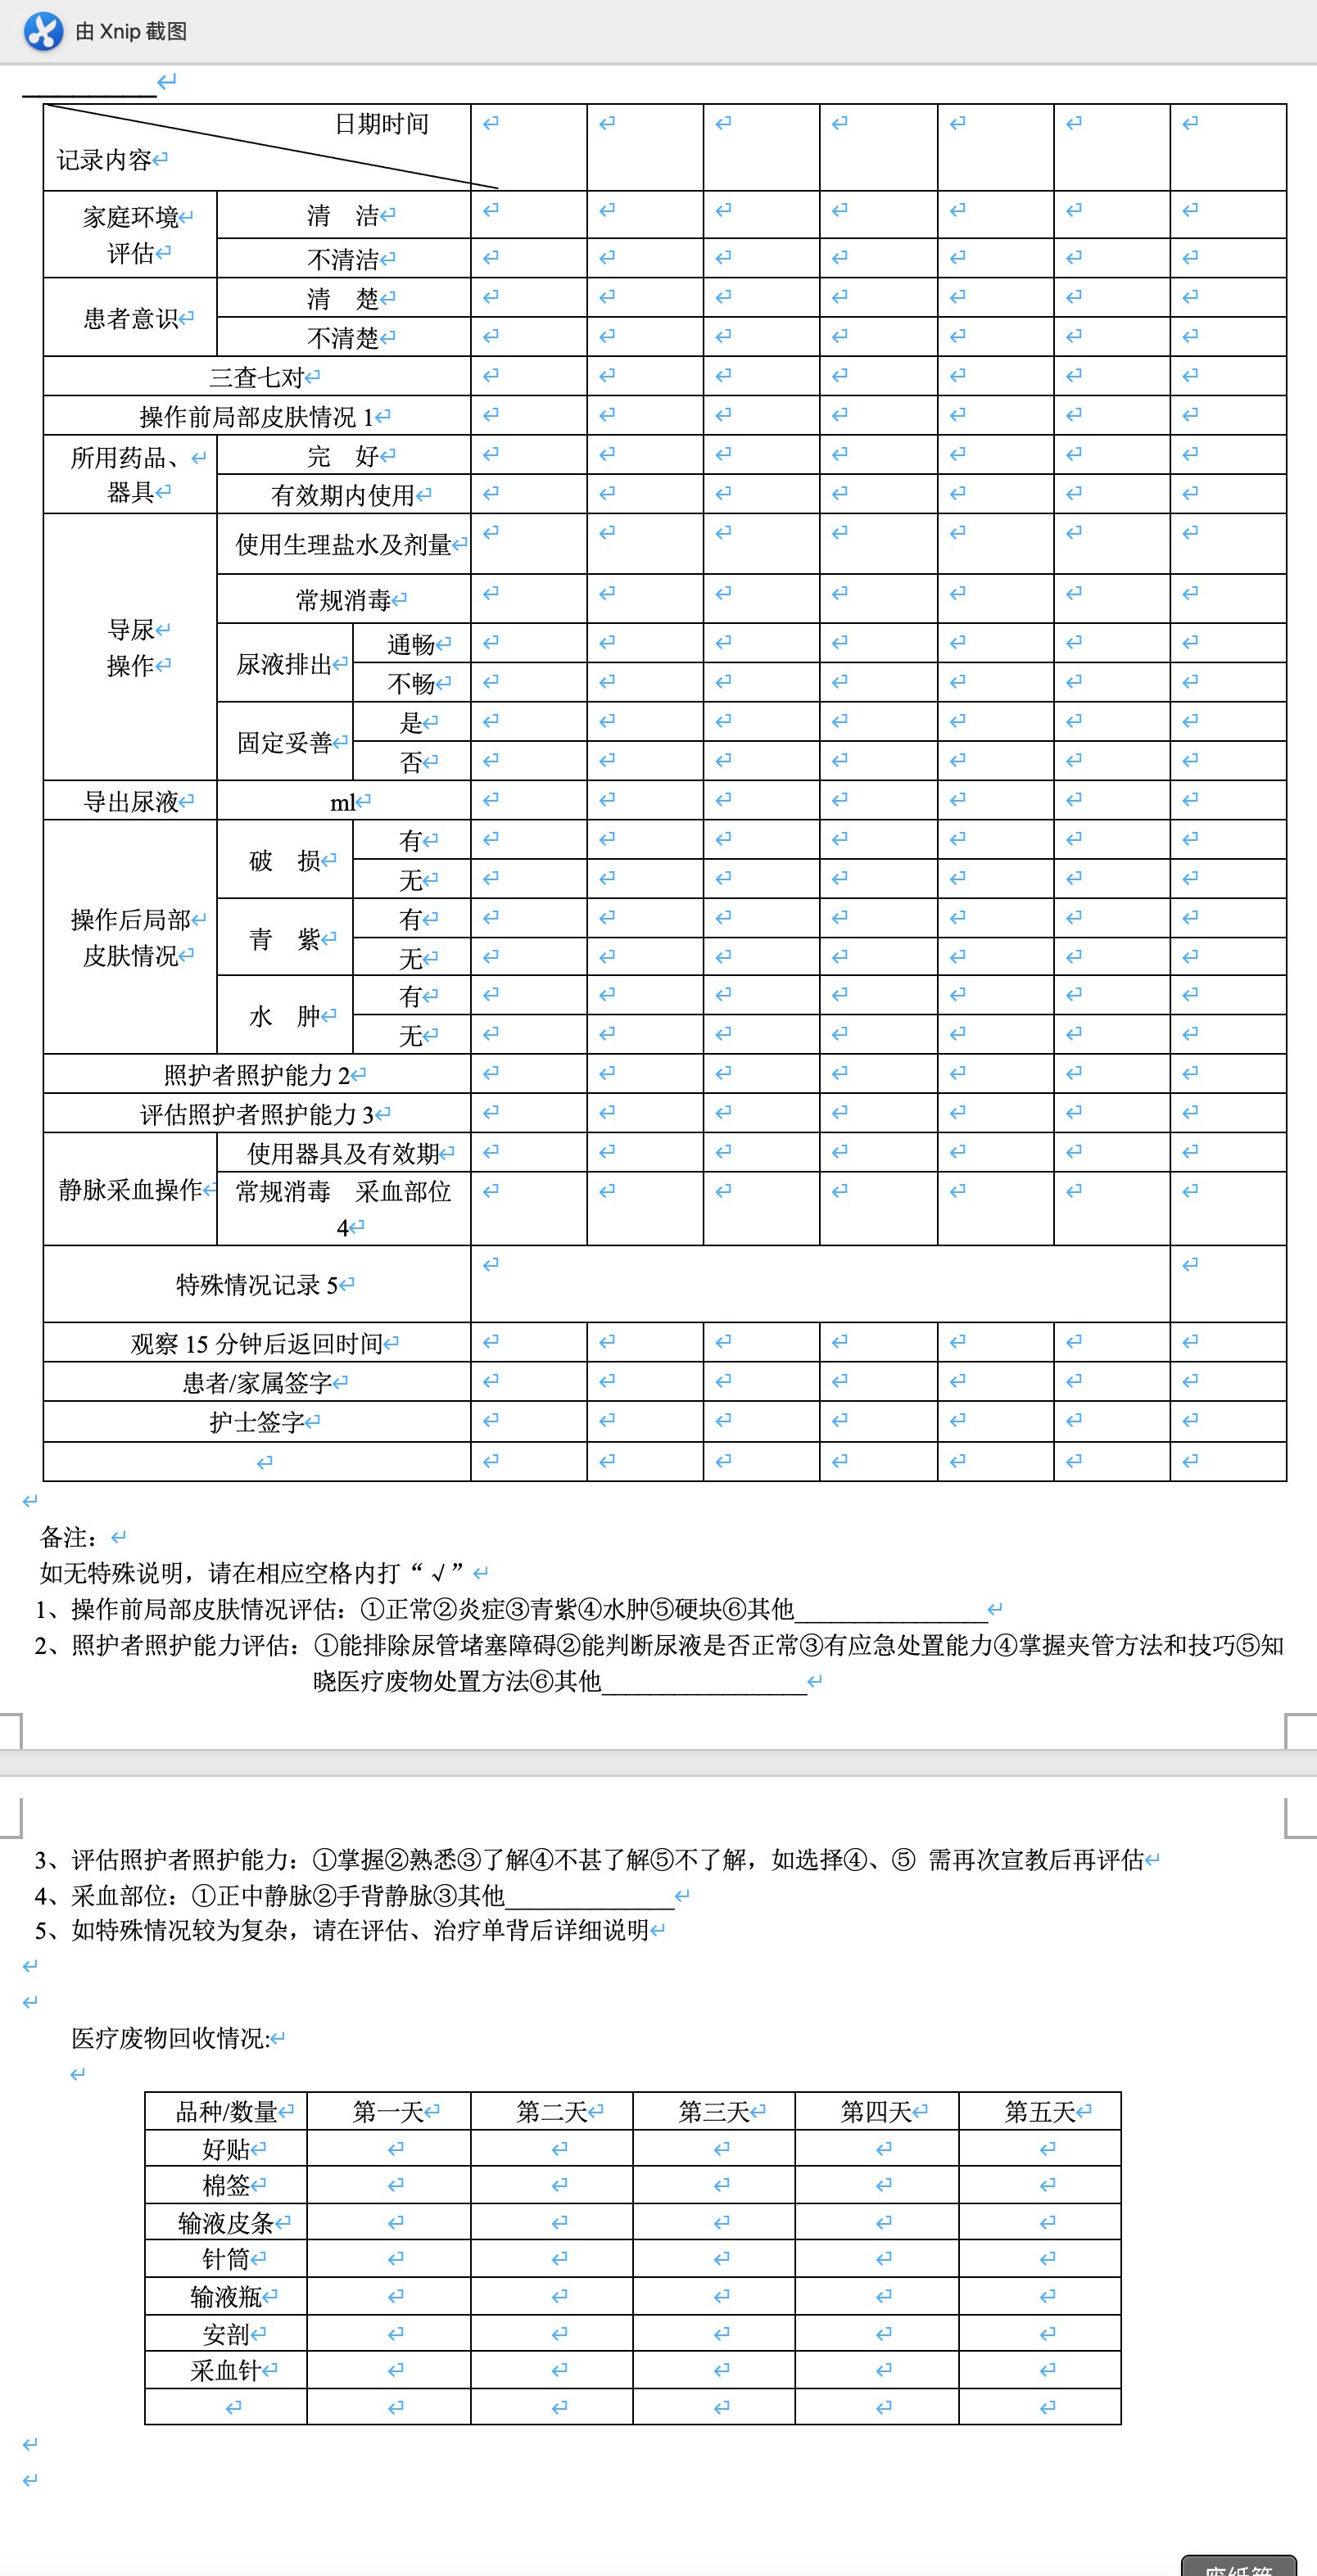 由 Xnip 截图
日期时间
记录内容
家庭环境
评估
清 洁
不清洁
患者意识
清 楚
不清楚
三查七对
操作前局部皮肤情况 1
所用药品、
器具
完 好
有效期内使用
导尿
操作
使用生理盐水及剂量
常规消毒
尿液排出
通畅
不畅
固定妥善
是
否
导出尿液
ml
操作后局部
皮肤情况
破 损
有
无
青 紫
有
无
水 肿
有
无
照护者照护能力 2
评估照护者照护能力 3
静脉采血操作
使用器具及有效期
常规消毒 采血部位
4
特殊情况记录 5
观察 15 分钟后返回时间
患者/家属签字
护士签字
备注：
如无特殊说明，请在相应空格内打“√”
1、操作前局部皮肤情况评估：①正常②炎症③青紫④水肿⑤硬块⑥其他________________
2、照护者照护能力评估：①能排除尿管堵塞障碍②能判断尿液是否正常③有应急处置能力④掌握夹管方法和技巧⑤知
晓医疗废物处置方法⑥其他_________________
3、评估照护者照护能力：①掌握②熟悉③了解④不甚了解⑤不了解，如选择④、⑤ 需再次宣教后再评估
4、采血部位：①正中静脉②手背静脉③其他______________
5、如特殊情况较为复杂，请在评估、治疗单背后详细说明
医疗废物回收情况:
品种/数量 第一天 第二天 第三天 第四天 第五天
好贴
棉签
输液皮条
针筒
输液瓶
安剖
采血针
废纸篓